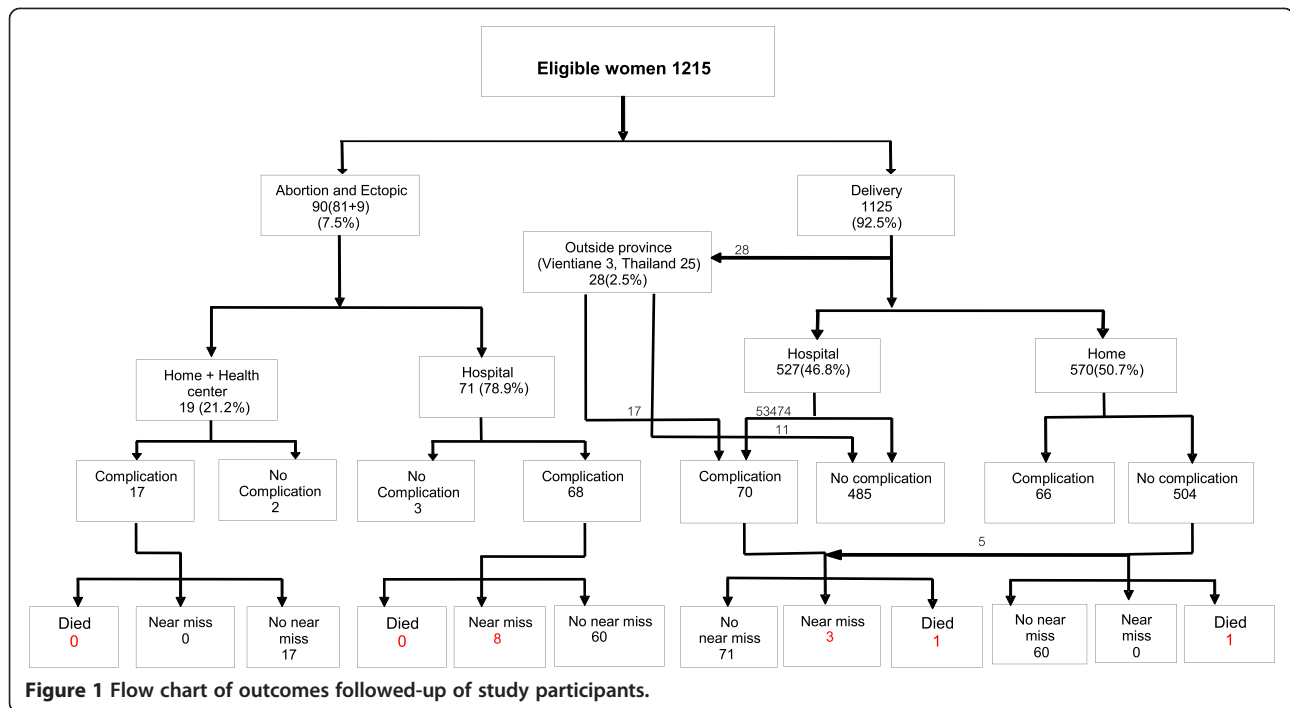 Eligible women 1215
Abortion and Ectopic
90(81+9)
(7.5%)
Delivery
1125
(92.5%)
Outside province
(Vientiane 3, Thailand 25)
28(2.5%)
28
Home + Health
center
19 (21.2%)
Hospital
71 (78.9%)
Hospital
527(46.8%)
Home
570(50.7%)
17
53474
11
Complication
17
No
Complication
2
No
Complication
3
Complication
68
Complication
70
No complication
485
Complication
66
No complication
504
5
Died
0
Near miss
0
No near
miss
17
Died
0
Near miss
8
No near miss
60
No
near miss
71
Near miss
3
Died
1
No near miss
60
Near
miss
0
Died
1
Figure 1 Flow chart of outcomes followed-up of study participants.